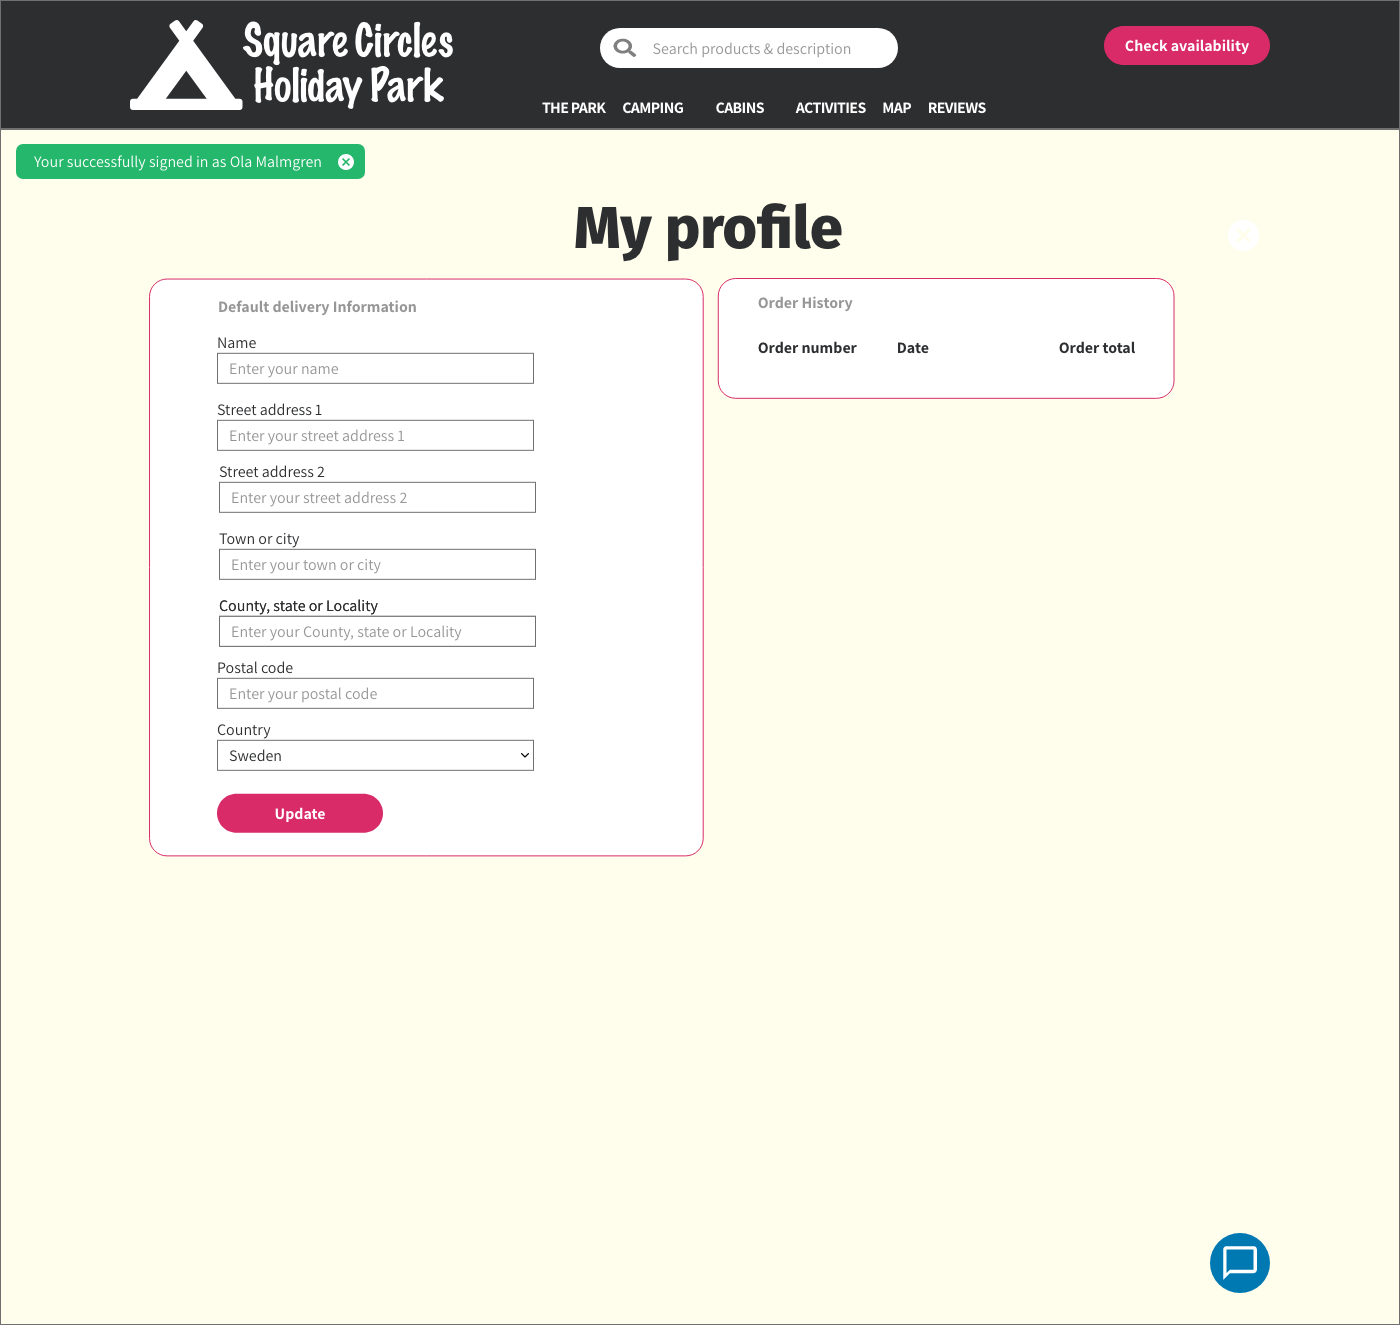 Square Circles
Holiday Park
Search products & description
Check availability
THE PARK CAMPING CABINS ACTIVITIES MAP REVIEWS
Your successfully signed in as Ola Malmgren
My profile
Default delivery Information
Name
Enter your name
Street address 1
Enter your street address 1
Street address 2
Enter your street address 2
Town or city
Enter your town or city
County, state or Locality
Enter your County, state or Locality
Postal code
Enter your postal code
Country
Sweden
Update
Order History
Order number Date Order total